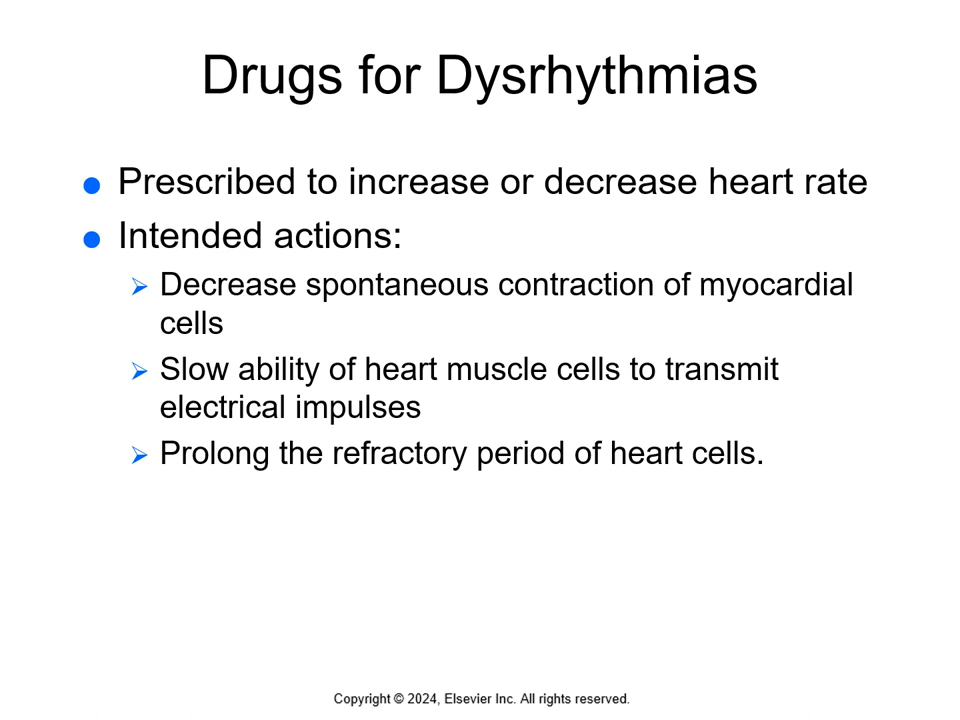 Drugs for Dysrhythmias
● Prescribed to increase or decrease heart rate
● Intended actions:
➢ Decrease spontaneous contraction of myocardial
cells
➢ Slow ability of heart muscle cells to transmit
electrical impulses
➢ Prolong the refractory period of heart cells.
Copyright © 2024, Elsevier Inc. All rights reserved.